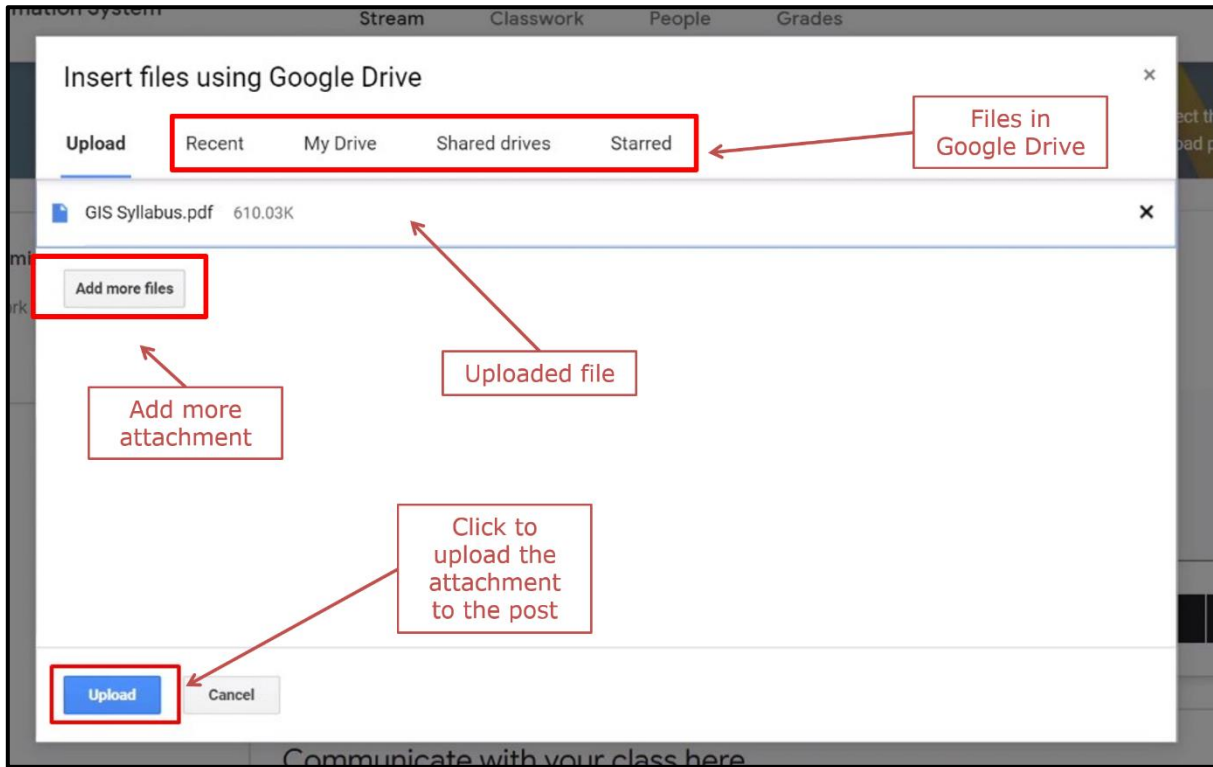 mation System
Stream Classwork People Grades
Insert files using Google Drive ×
Files in
Google Drive
Upload Recent My Drive Shared drives Starred
GIS Syllabus.pdf 610.03K ×
Add more files
Uploaded file
Add more
attachment
Click to
upload the
attachment
to the post
Upload Cancel
Communicate with your class here